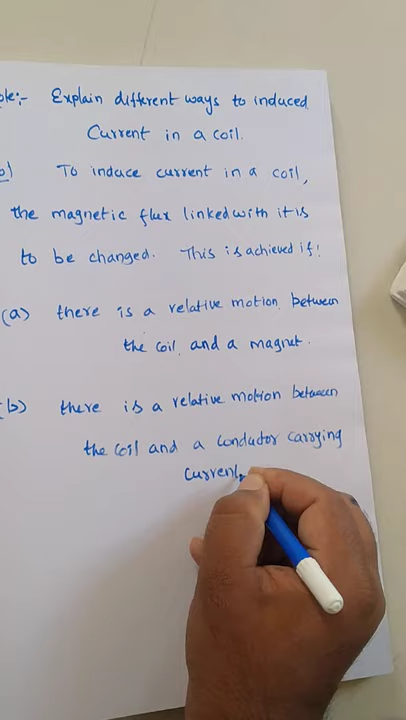 ple:- Explain different ways to induced
Current in a coil.
To induce current in a coil,
the magnetic flux linked with it is
to be changed. This is achieved if:
(a) there is a relative motion between
the coil and a magnet.
(b) there is a relative motion between
the coil and a conductor carrying
current